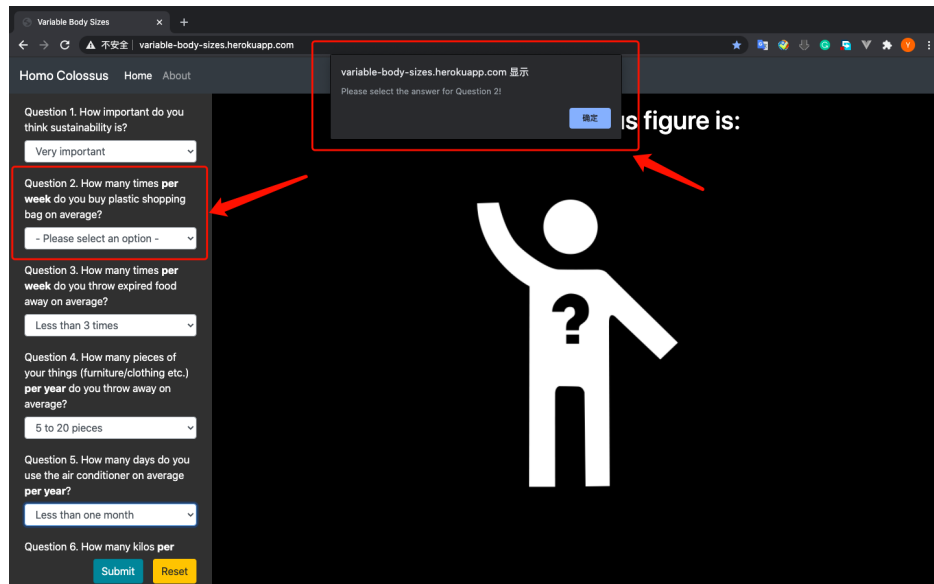 Variable Body Sizes
不安全 variable-body-sizes.herokuapp.com
Homo Colossus Home About
variable-body-sizes.herokuapp.com 显示
Please select the answer for Question 2!
确定
us figure is:
Question 1. How important do you
think sustainability is?
Very important
Question 2. How many times per
week do you buy plastic shopping
bag on average?
- Please select an option -
Question 3. How many times per
week do you throw expired food
away on average?
Less than 3 times
Question 4. How many pieces of
your things (furniture/clothing etc.)
per year do you throw away on
average?
5 to 20 pieces
Question 5. How many days do you
use the air conditioner on average
per year?
Less than one month
Question 6. How many kilos per
Submit Reset
?